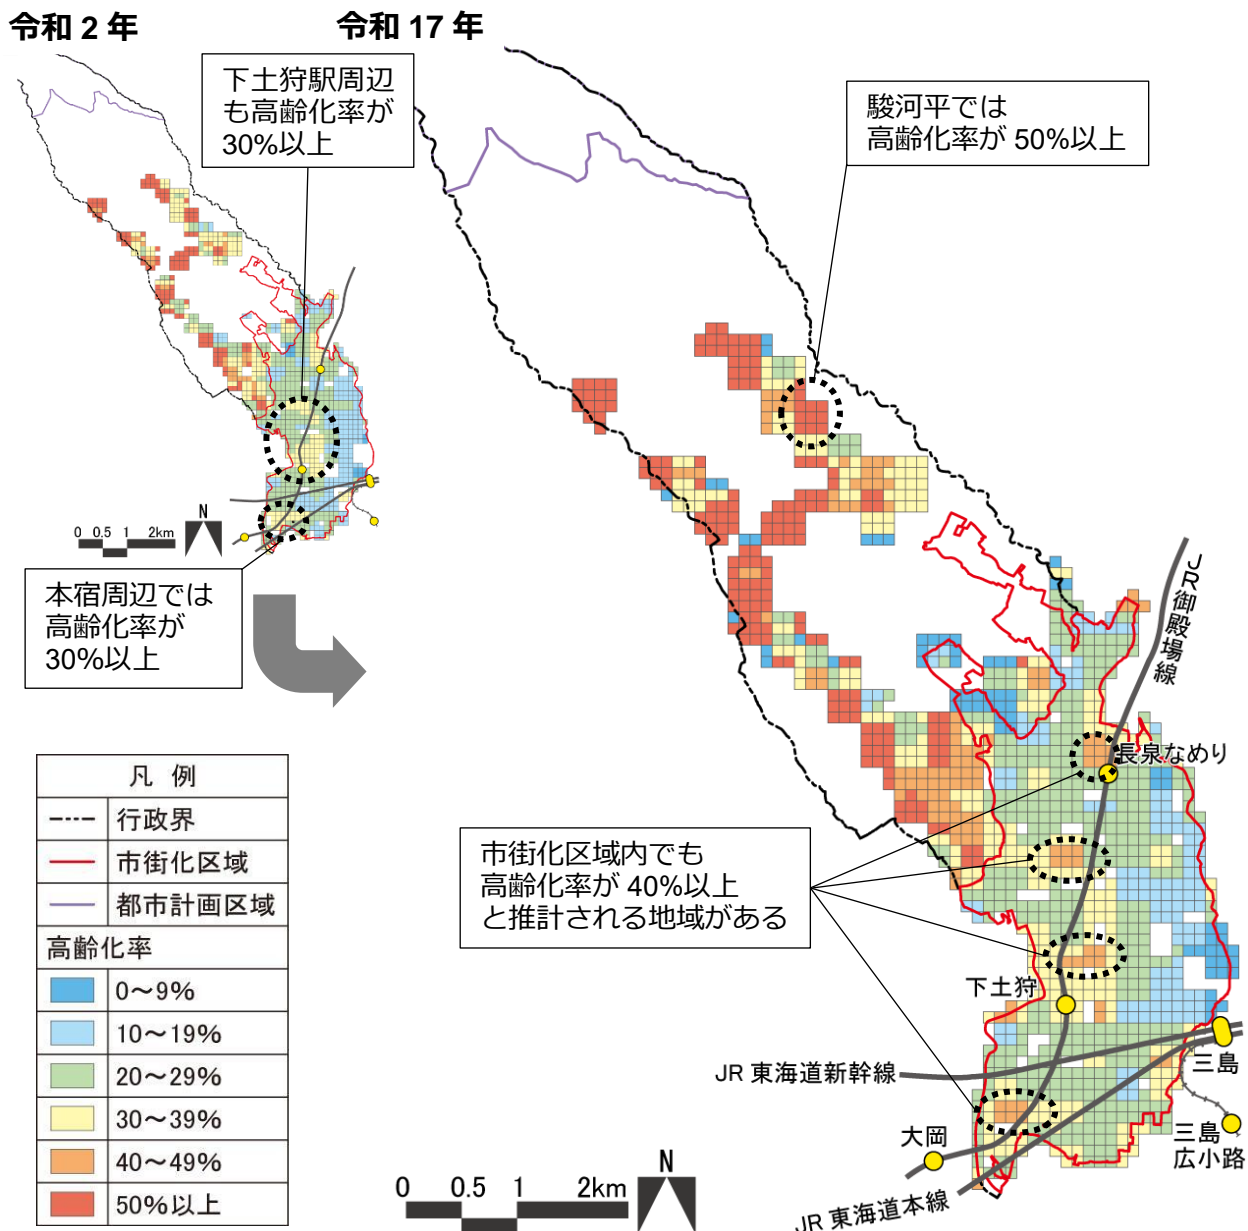 令和 2 年
令和 17 年
下土狩駅周辺
も高齢化率が
30%以上
駿河平では
高齢化率が 50%以上
N
0 0.5 1 2km
本宿周辺では
高齢化率が
30%以上
JR御殿場線
長泉なめり
市街化区域内でも
高齢化率が 40%以上
と推計される地域がある
下土狩
JR 東海道新幹線
三島
大岡
三島
広小路
JR 東海道本線
N
0 0.5 1 2km
凡 例
行政界
市街化区域
都市計画区域
高齢化率
0～9%
10～19%
20～29%
30～39%
40～49%
50%以上